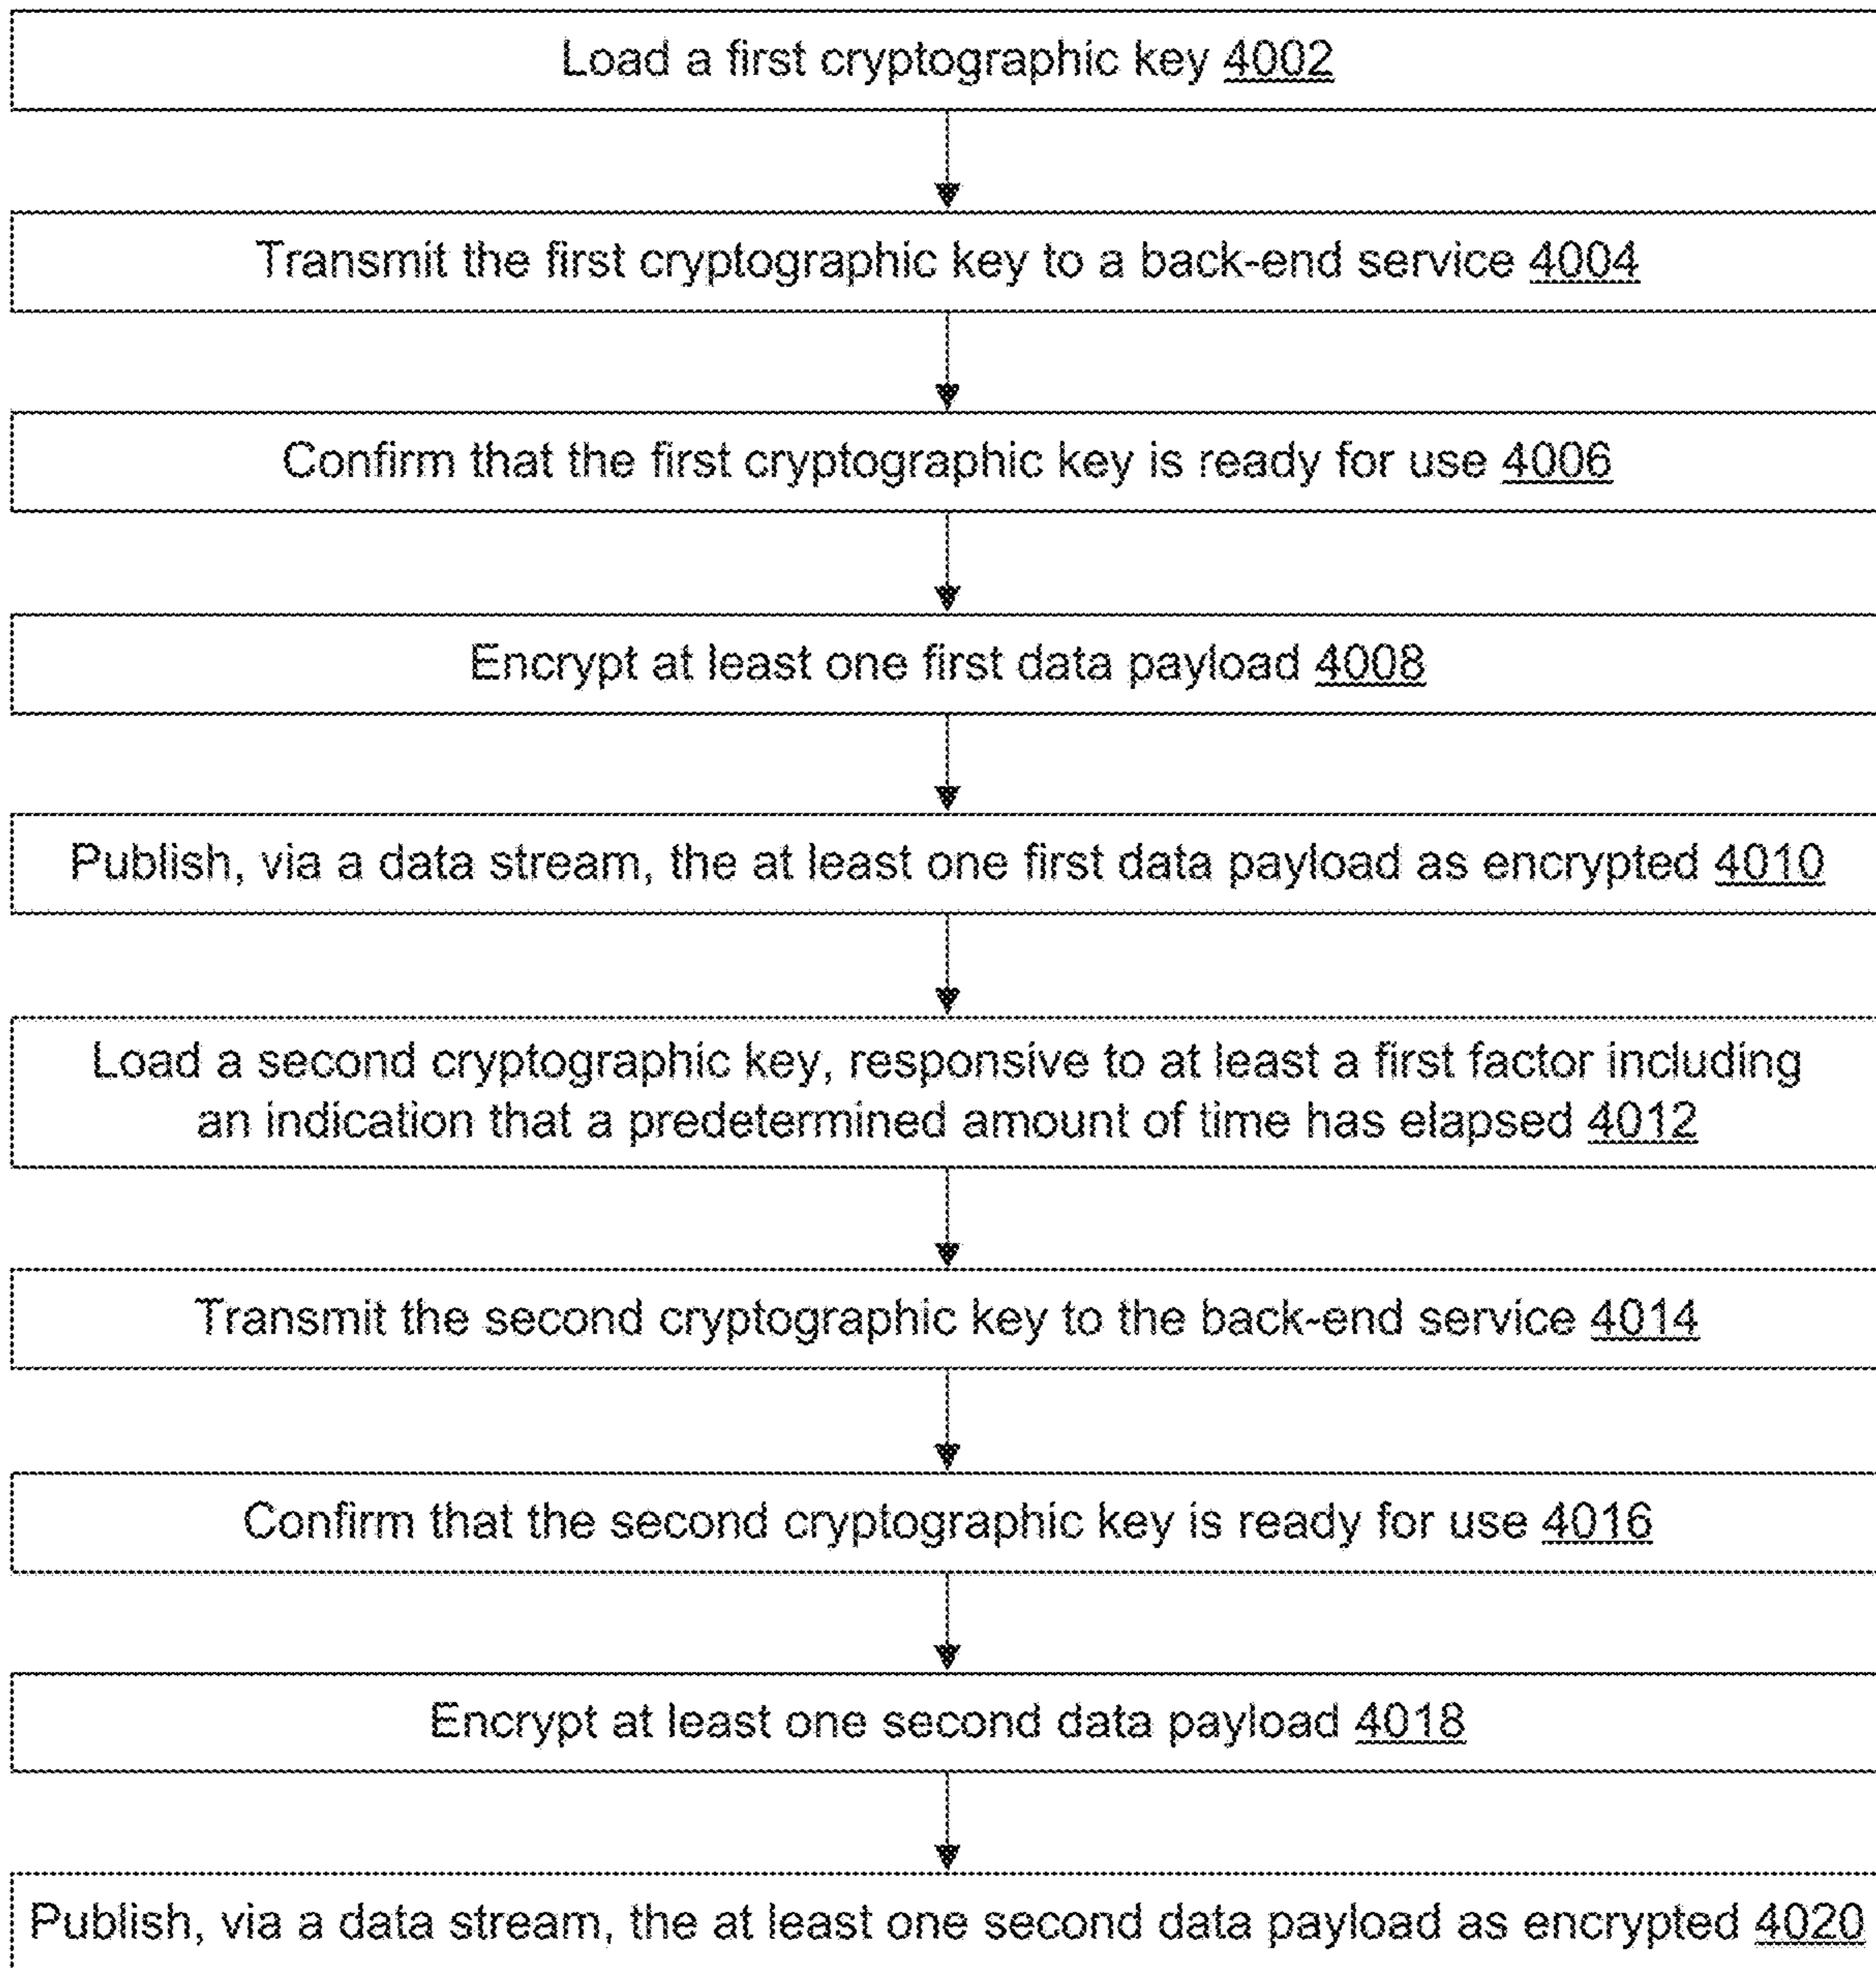 Load a first cryptographic key 4002
Transmit the first cryptographic key to a back-end service 4004
Confirm that the first cryptographic key is ready for use 4006
Encrypt at least one first data payload 4008
Publish, via a data stream, the at least one first data payload as encrypted 4010
Load a second cryptographic key, responsive to at least a first factor including
an indication that a predetermined amount of time has elapsed 4012
Transmit the second cryptographic key to the back-end service 4014
Confirm that the second cryptographic key is ready for use 4016
Encrypt at least one second data payload 4018
Publish, via a data stream, the at least one second data payload as encrypted 4020